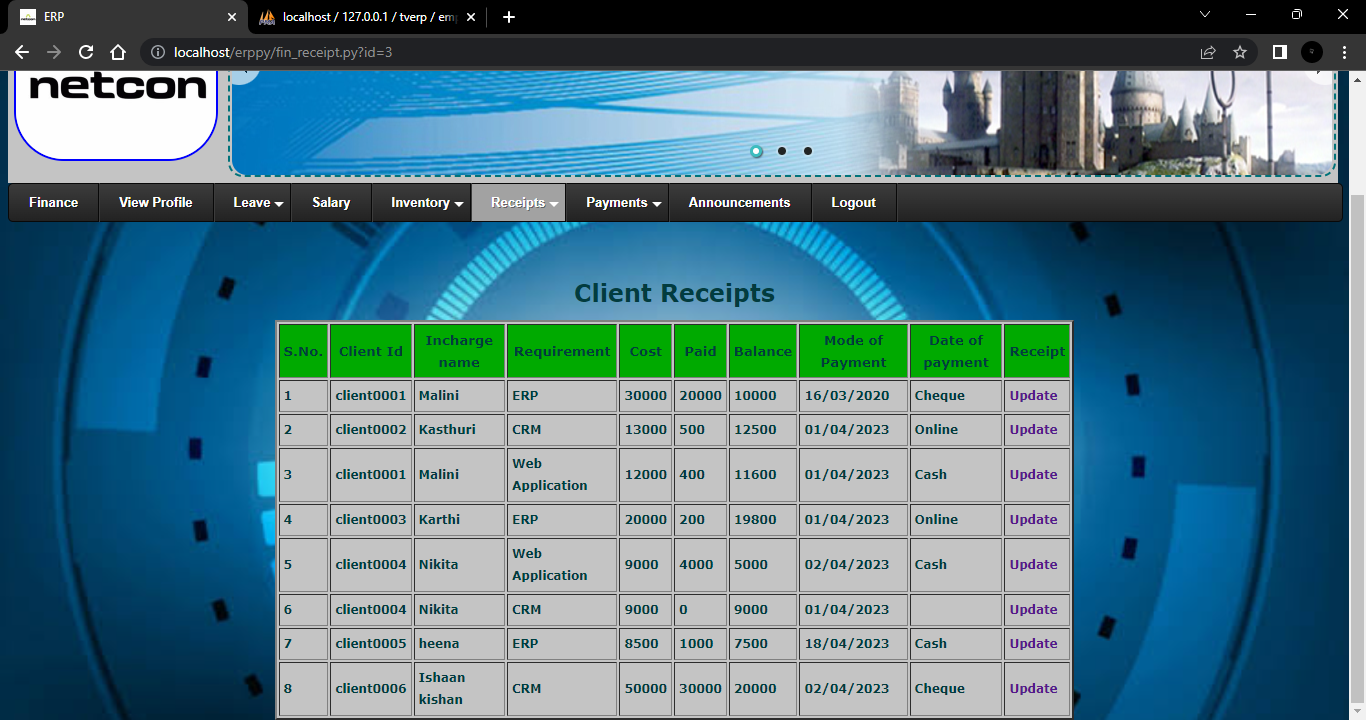 ERP
localhost / 127.0.0.1 / tverp / emp
localhost/erppy/fin_receipt.py?id=3
netcon
Finance View Profile Leave Salary Inventory Receipts Payments Announcements Logout
Client Receipts
S.No. Client Id Incharge name Requirement Cost Paid Balance Mode of Payment Date of payment Receipt
1 client0001 Malini ERP 30000 20000 10000 16/03/2020 Cheque Update
2 client0002 Kasthuri CRM 13000 500 12500 01/04/2023 Online Update
3 client0001 Malini Web Application 12000 400 11600 01/04/2023 Cash Update
4 client0003 Karthi ERP 20000 200 19800 01/04/2023 Online Update
5 client0004 Nikita Web Application 9000 4000 5000 02/04/2023 Cash Update
6 client0004 Nikita CRM 9000 0 9000 01/04/2023 Update
7 client0005 heena ERP 8500 1000 7500 18/04/2023 Cash Update
8 client0006 Ishaan kishan CRM 50000 30000 20000 02/04/2023 Cheque Update